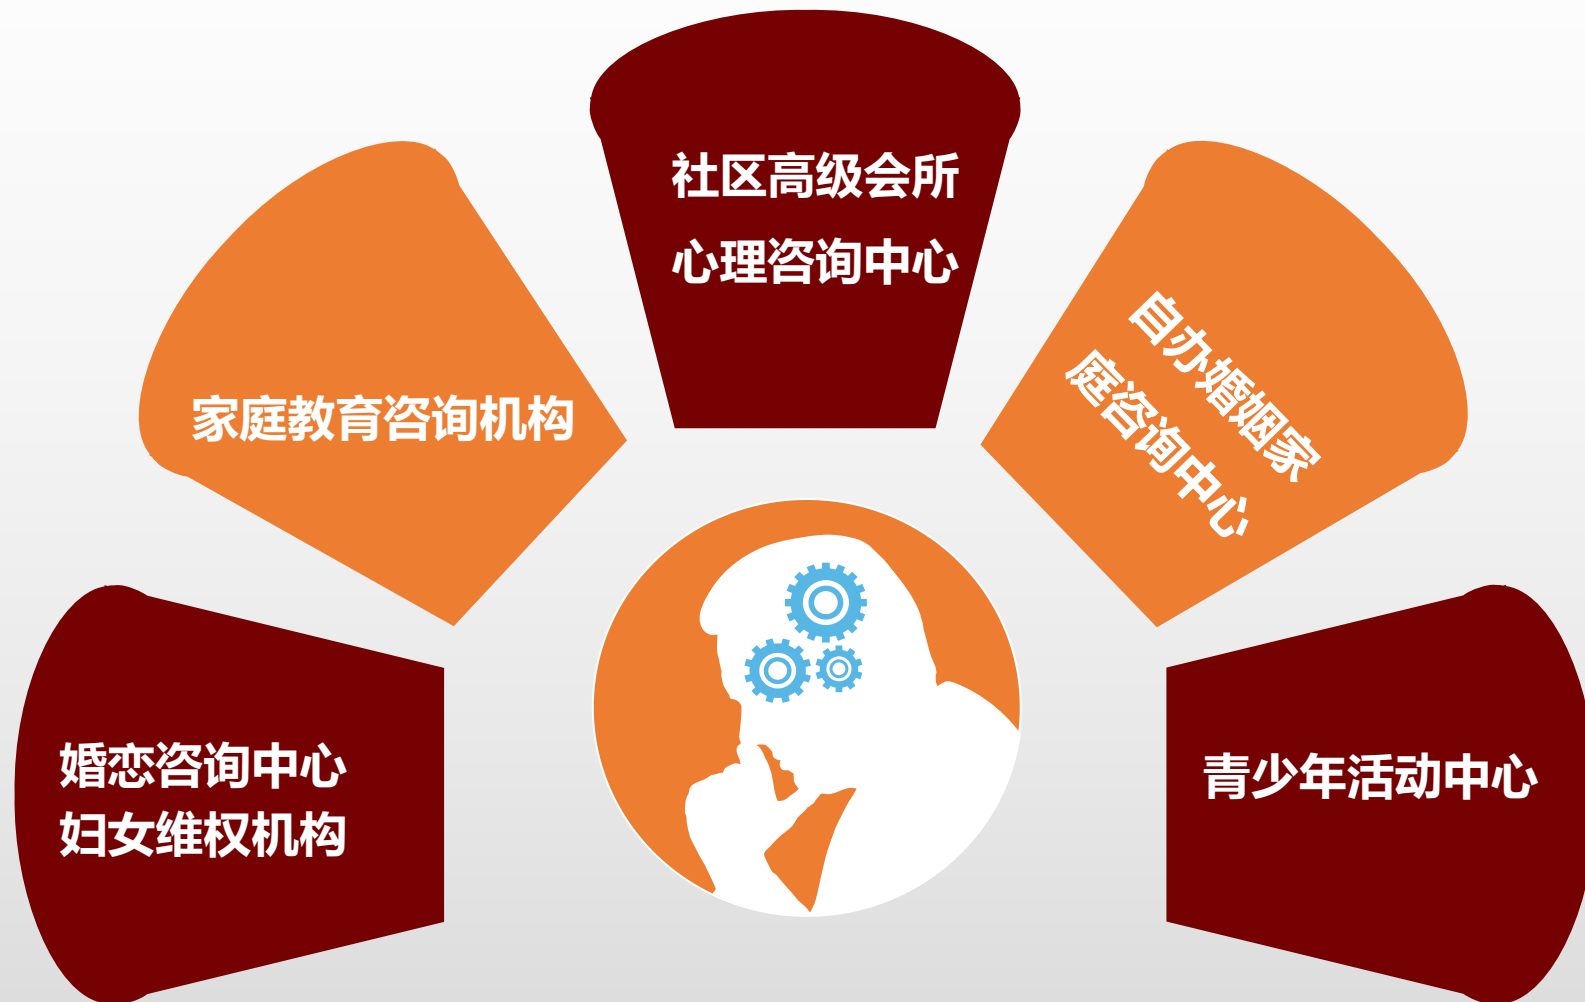 社区高级会所
心理咨询中心
家庭教育咨询机构
自办婚姻家
庭咨询中心
婚恋咨询中心
妇女维权机构
青少年活动中心